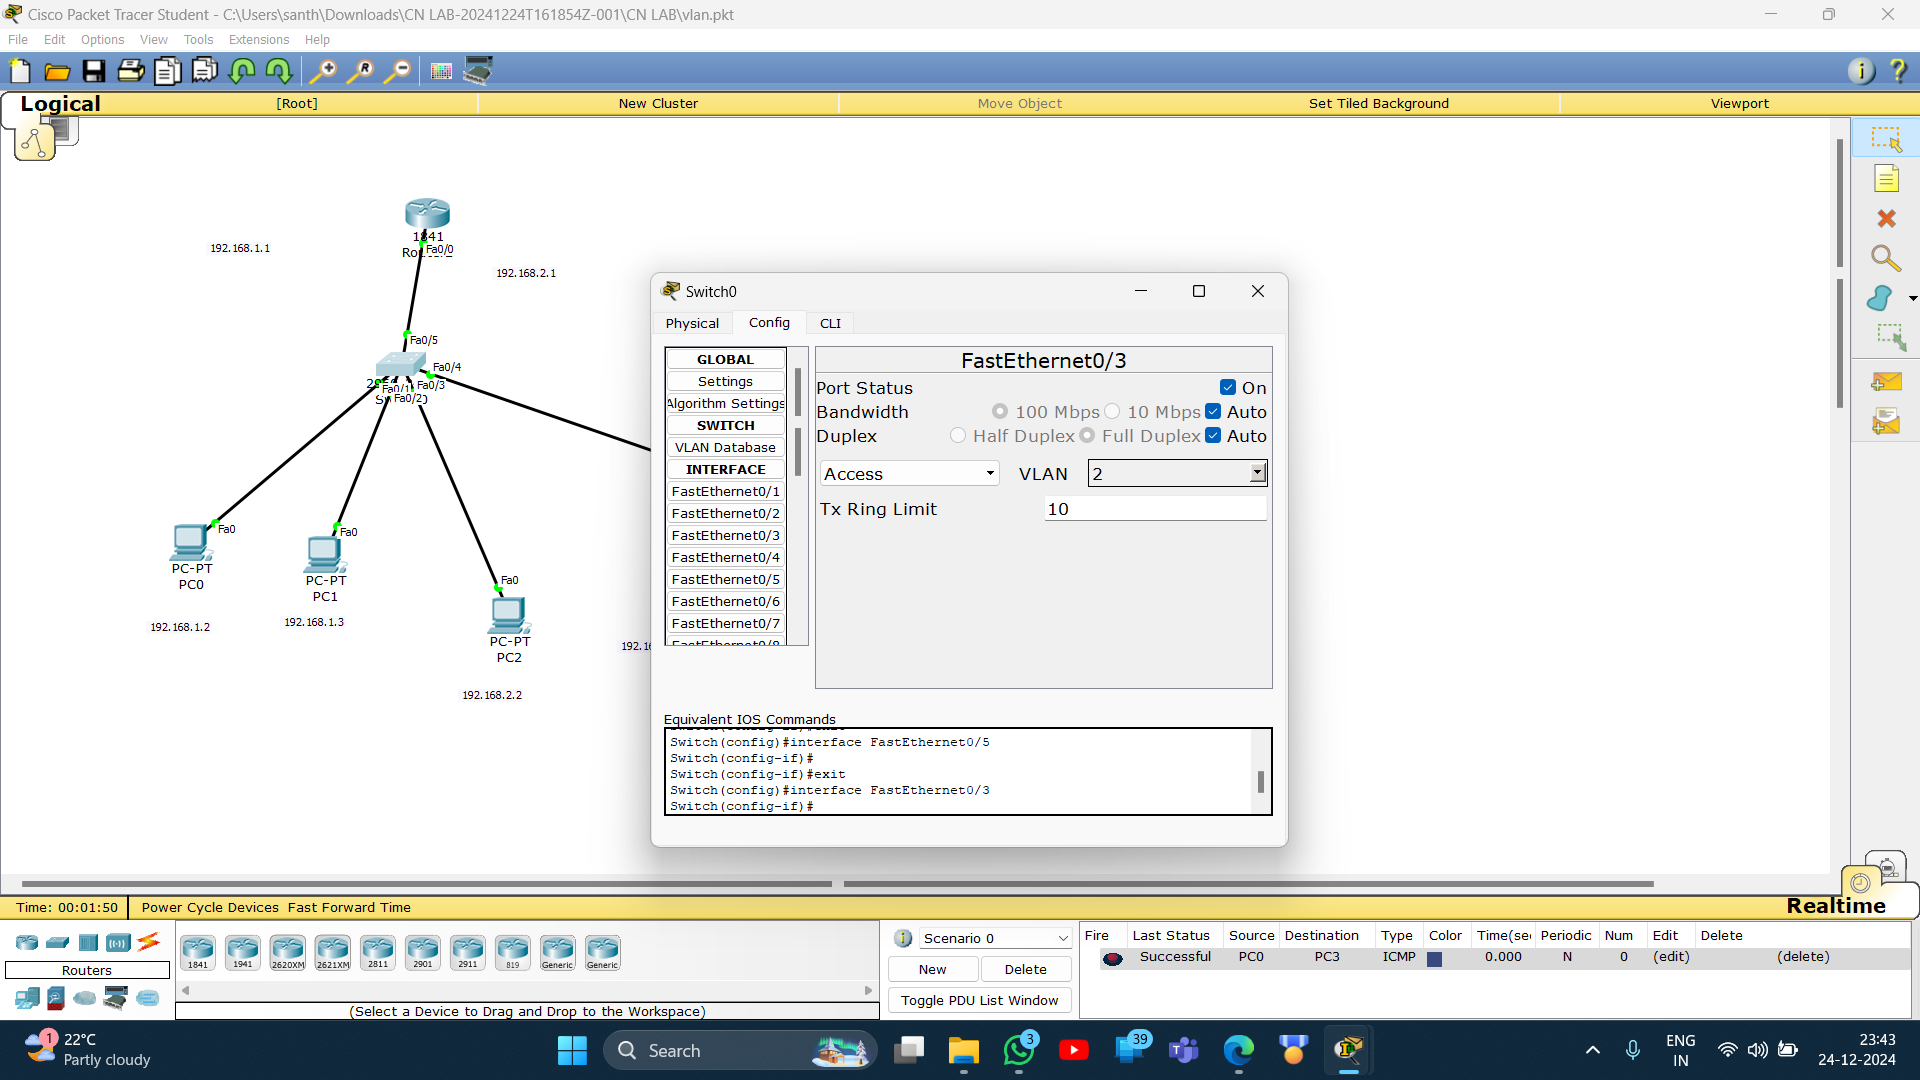 Cisco Packet Tracer Student - C:\Users\santh\Downloads\CN LAB-20241224T161854Z-001\CN LAB\vlan.pkt
File Edit Options View Tools Extensions Help
Logical [Root] New Cluster Move Object Set Tiled Background Viewport
192.168.1.1
1841
Fa0/0
192.168.2.1
Fa0/5
Fa0/4
Fa0/3
Fa0/1
Fa0/2
Fa0
PC-PT
PC0
192.168.1.2
Fa0
PC-PT
PC1
192.168.1.3
Fa0
PC-PT
PC2
192.168.2.2
Switch0
Physical Config CLI
GLOBAL
Settings
Algorithm Settings
SWITCH
VLAN Database
INTERFACE
FastEthernet0/1
FastEthernet0/2
FastEthernet0/3
FastEthernet0/4
FastEthernet0/5
FastEthernet0/6
FastEthernet0/7
FastEthernet0/8
FastEthernet0/3
Port Status On
Bandwidth 100 Mbps 10 Mbps Auto
Duplex Half Duplex Full Duplex Auto
Access VLAN 2
Tx Ring Limit 10
Equivalent IOS Commands
Switch(config)#interface FastEthernet0/5
Switch(config-if)#
Switch(config-if)#exit
Switch(config)#interface FastEthernet0/3
Switch(config-if)#
Time: 00:01:50 Power Cycle Devices Fast Forward Time
Realtime
Routers
1841 1941 2620XM 2621XM 2811 2901 2911 819 Generic Generic
(Select a Device to Drag and Drop to the Workspace)
Scenario 0
New Delete
Toggle PDU List Window
Fire Last Status Source Destination Type Color Time(sec Periodic Num Edit Delete
Successful PC0 PC3 ICMP 0.000 N 0 (edit) (delete)
1
22°C
Partly cloudy
Search
3
39
ENG
IN
23:43
24-12-2024